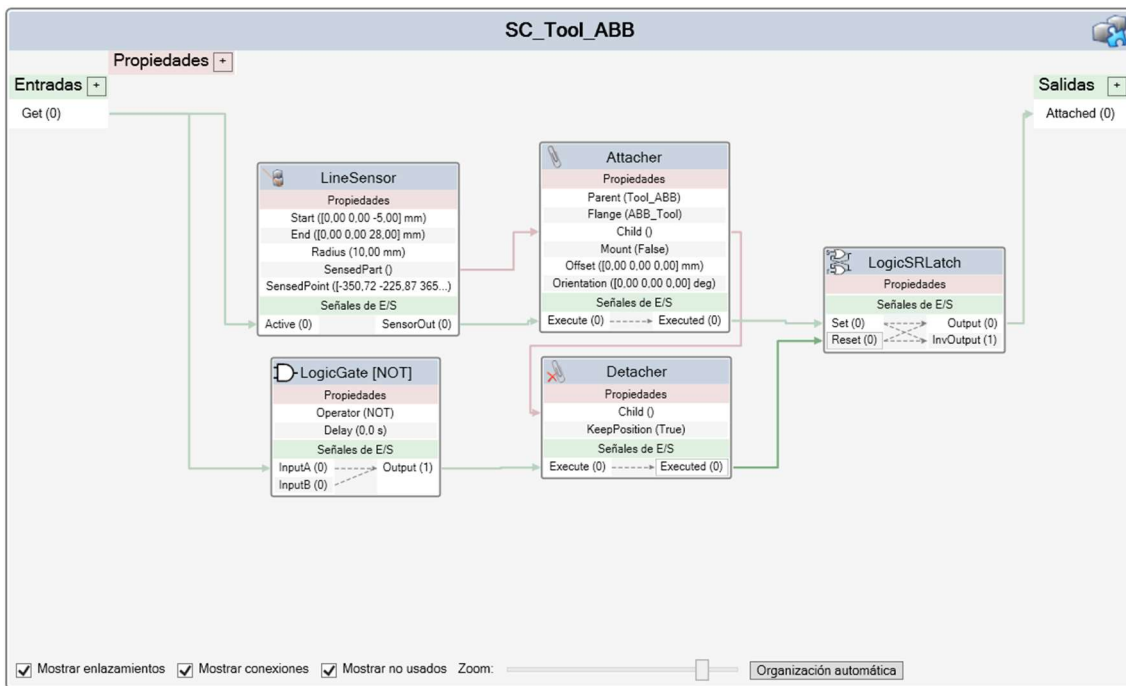 SC_Tool_ABB
Propiedades +
Entradas +
Get (0)
Salidas +
Attached (0)
LineSensor
Propiedades
Start ([0,00 0,00 -5,00] mm)
End ([0,00 0,00 28,00] mm)
Radius (10,00 mm)
SensedPart ()
SensedPoint ([-350,72 -225,87 365...)
Señales de E/S
Active (0) SensorOut (0)
Attacher
Propiedades
Parent (Tool_ABB)
Flange (ABB_Tool)
Child ()
Mount (False)
Offset ([0,00 0,00 0,00] mm)
Orientation ([0,00 0,00 0,00] deg)
Señales de E/S
Execute (0) Executed (0)
LogicSRLatch
Propiedades
Señales de E/S
Set (0) Output (0)
Reset (0) InvOutput (1)
LogicGate [NOT]
Propiedades
Operator (NOT)
Delay (0,0 s)
Señales de E/S
InputA (0) Output (1)
InputB (0)
Detacher
Propiedades
Child ()
KeepPosition (True)
Señales de E/S
Execute (0) Executed (0)
Mostrar enlazamientos Mostrar conexiones Mostrar no usados Zoom: Organización automática